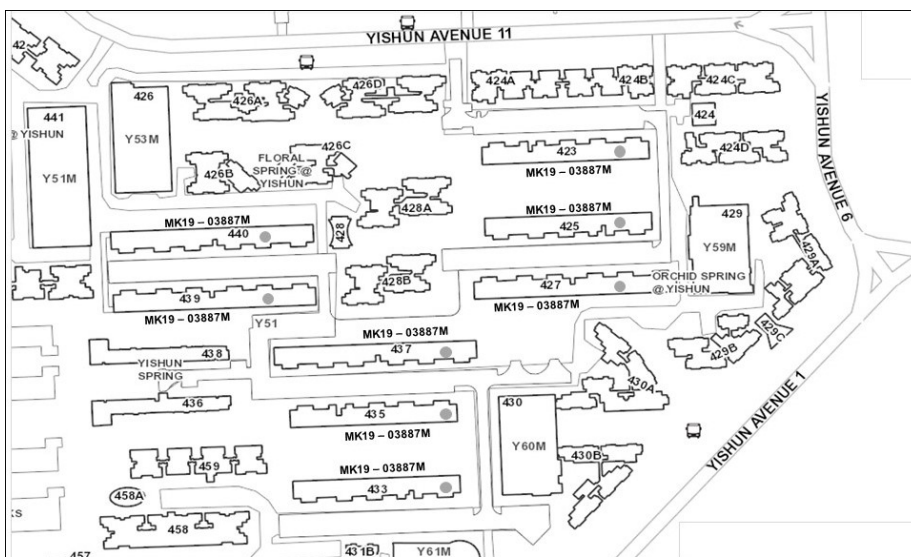 YISHUN AVENUE 11
42
426D
424A
424B
424C
426
426A
441
424
@ YISHUN
Y53M
426C
423
424D
YISHUN AVENUE 6
FLORAL
SPRING @
YISHUN
426B
MK19 – 03887M
Y51M
428A
MK19 – 03887M
429
MK19 – 03887M
440
428
425
Y59M
429A
MK19 – 03887M
428B
ORCHID SPRING
@ YISHUN
439
427
MK19 – 03887M
MK19 – 03887M
Y51
MK19 – 03887M
429C
438
437
429B
YISHUN
SPRING
430A
436
430
435
MK19 – 03887M
YISHUN AVENUE 1
Y60M
430B
459
MK19 – 03887M
458A
433
KS
458
457
431B
Y61M